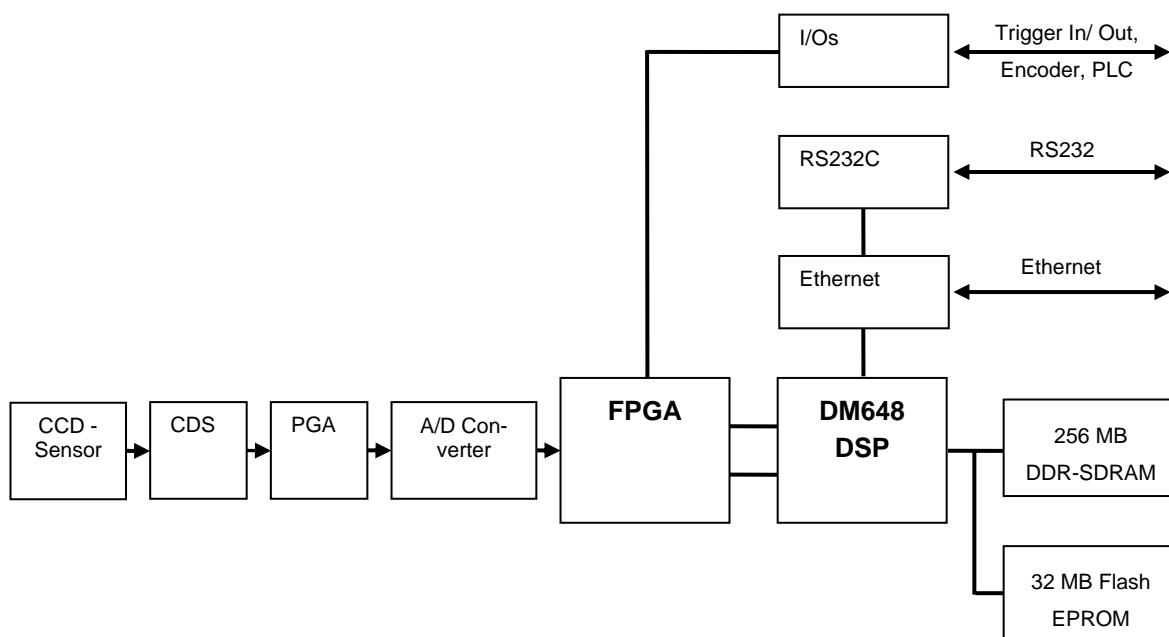 I/Os
Trigger In/ Out,
Encoder, PLC
RS232C
RS232
Ethernet
Ethernet
CCD -
Sensor
CDS
PGA
A/D Con-
verter
FPGA
DM648
DSP
256 MB
DDR-SDRAM
32 MB Flash
EPROM